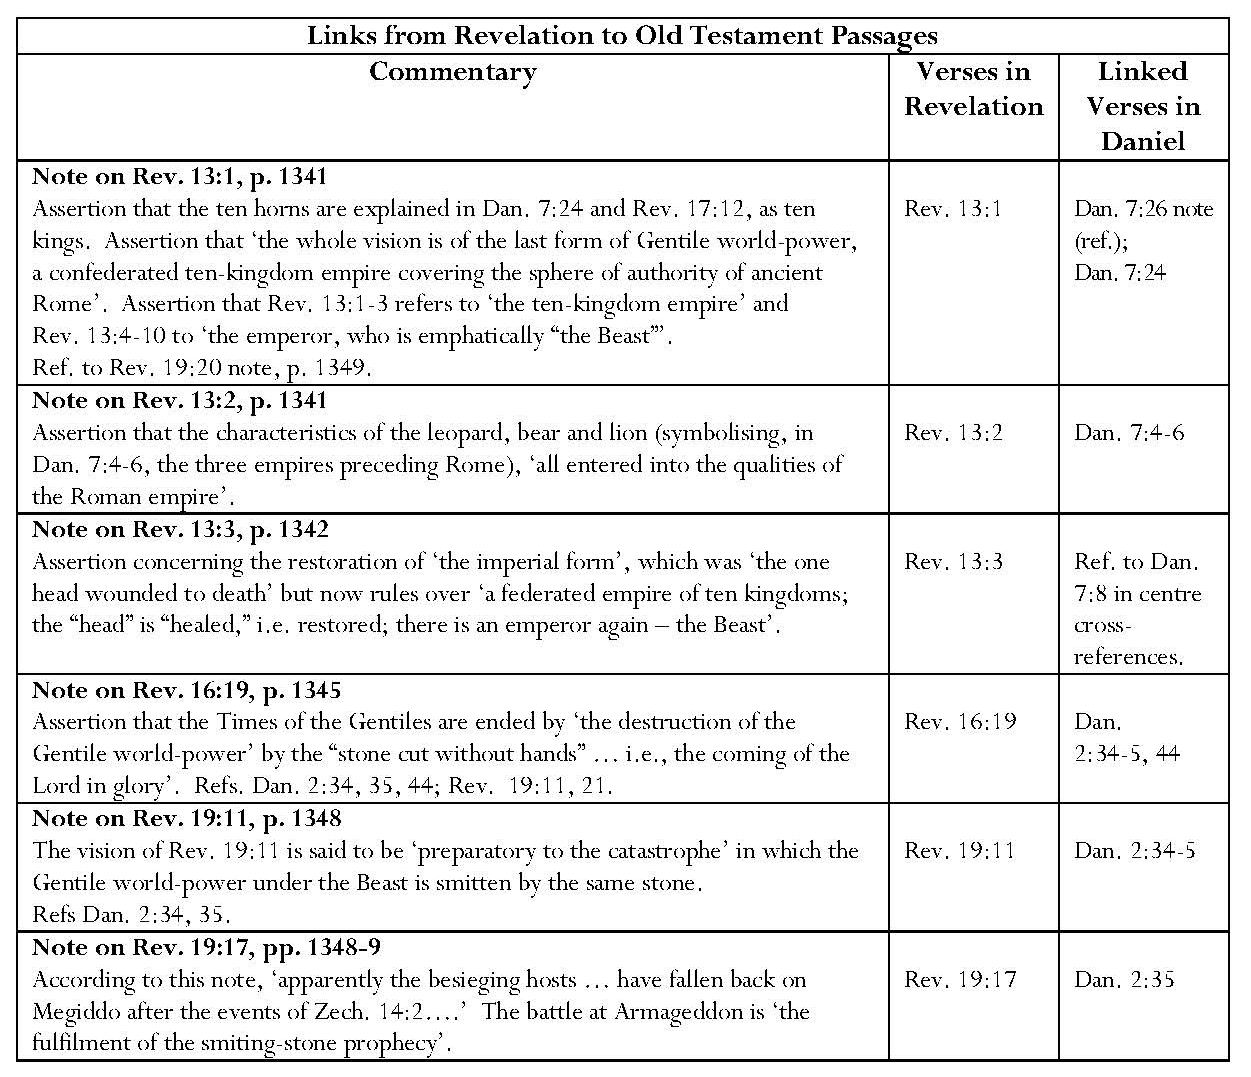 Links from Revelation to Old Testament Passages
Commentary
Verses in
Revelation
Linked
Verses in
Daniel
Note on Rev. 13:1, p. 1341
Assertion that the ten horns are explained in Dan. 7:24 and Rev. 17:12, as ten
kings.  Assertion that ‘the whole vision is of the last form of Gentile world-power,
a confederated ten-kingdom empire covering the sphere of authority of ancient
Rome’.  Assertion that Rev. 13:1-3 refers to ‘the ten-kingdom empire’ and
Rev. 13:4-10 to ‘the emperor, who is emphatically “the Beast”’.
Ref. to Rev. 19:20 note, p. 1349.
Rev. 13:1
Dan. 7:26 note
(ref.);
Dan. 7:24
Note on Rev. 13:2, p. 1341
Assertion that the characteristics of the leopard, bear and lion (symbolising, in
Dan. 7:4-6, the three empires preceding Rome), ‘all entered into the qualities of
the Roman empire’.
Rev. 13:2
Dan. 7:4-6
Note on Rev. 13:3, p. 1342
Assertion concerning the restoration of ‘the imperial form’, which was ‘the one
head wounded to death’ but now rules over ‘a federated empire of ten kingdoms;
the “head” is “healed,” i.e. restored; there is an emperor again – the Beast’.
Rev. 13:3
Ref. to Dan.
7:8 in centre
cross-
references.
Note on Rev. 16:19, p. 1345
Assertion that the Times of the Gentiles are ended by ‘the destruction of the
Gentile world-power’ by the “stone cut without hands” … i.e., the coming of the
Lord in glory’.  Refs. Dan. 2:34, 35, 44; Rev.  19:11, 21.
Rev. 16:19
Dan.
2:34-5, 44
Note on Rev. 19:11, p. 1348
The vision of Rev. 19:11 is said to be ‘preparatory to the catastrophe’ in which the
Gentile world-power under the Beast is smitten by the same stone.
Refs Dan. 2:34, 35.
Rev. 19:11
Dan. 2:34-5
Note on Rev. 19:17, pp. 1348-9
According to this note, ‘apparently the besieging hosts … have fallen back on
Megiddo after the events of Zech. 14:2….’  The battle at Armageddon is ‘the
fulfilment of the smiting-stone prophecy’.
Rev. 19:17
Dan. 2:35